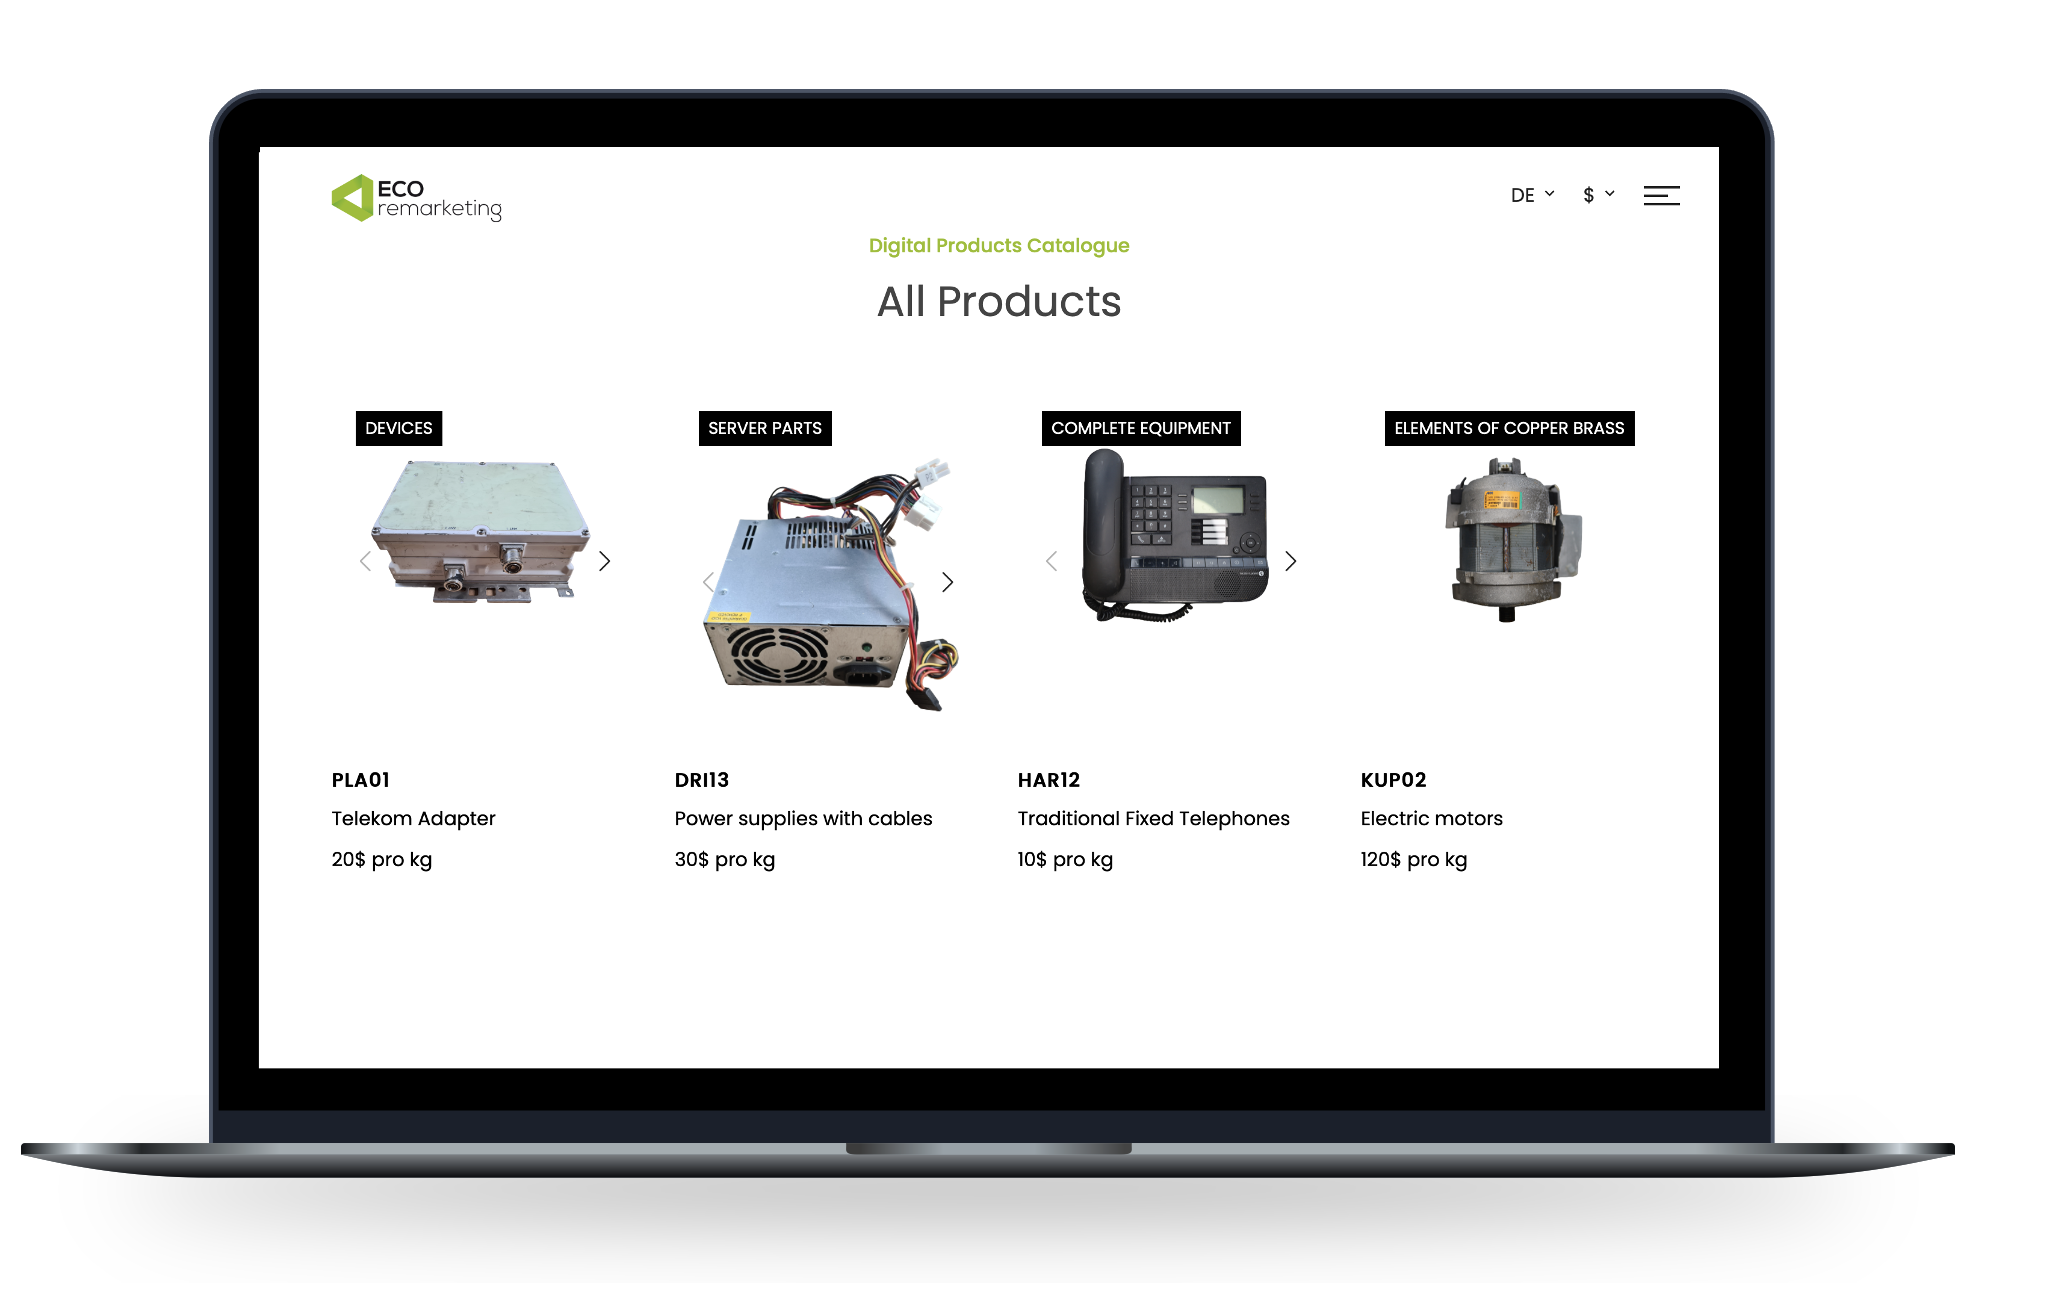 ECO
remarketing
DE
$
Digital Products Catalogue
All Products
DEVICES
SERVER PARTS
COMPLETE EQUIPMENT
ELEMENTS OF COPPER BRASS
PLA01
Telekom Adapter
20$ pro kg
DRI13
Power supplies with cables
30$ pro kg
HAR12
Traditional Fixed Telephones
10$ pro kg
KUP02
Electric motors
120$ pro kg